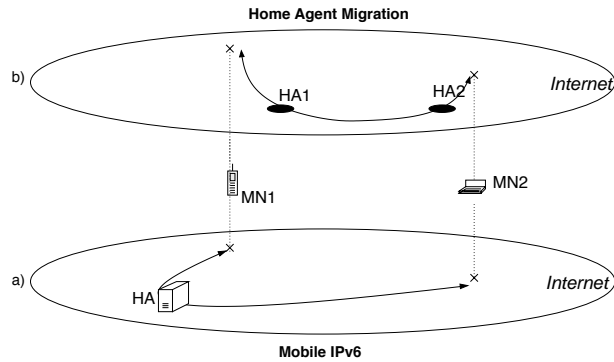 Home Agent Migration
b)
HA1
HA2
Internet
MN1
MN2
a)
HA
Internet
Mobile IPv6